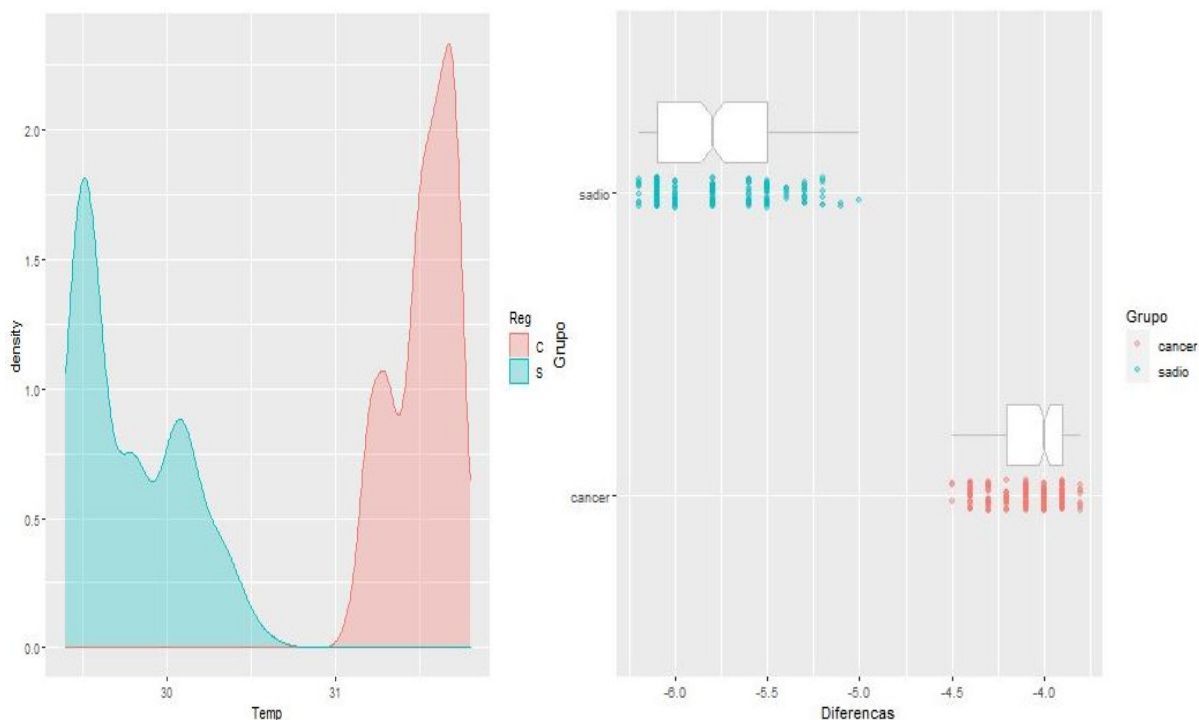 density
2.0
1.5
1.0
0.5
0.0
30
31
Temp
Reg
C
S
Grupo
sadio
cancer
-6.0
-5.5
-5.0
-4.5
-4.0
Diferencas
Grupo
cancer
sadio